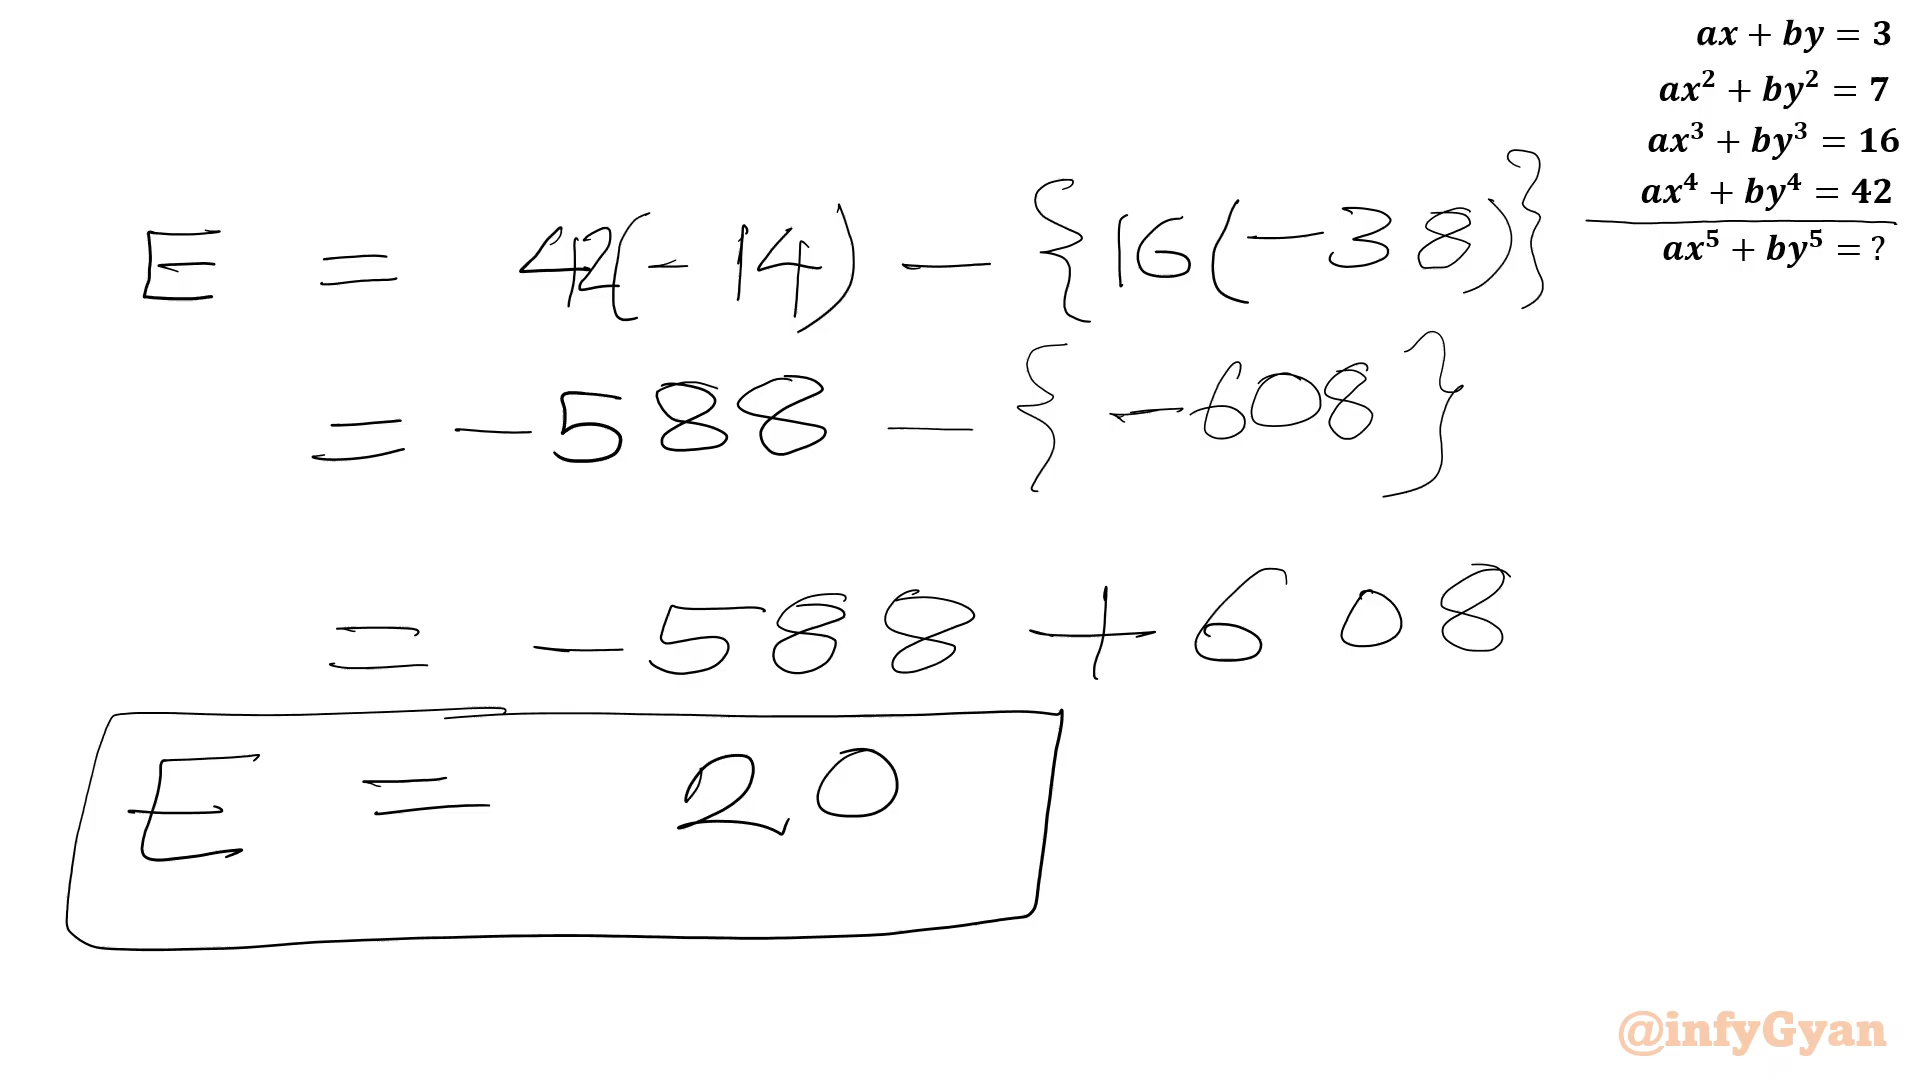 ax + by = 3
ax² + by² = 7
ax³ + by³ = 16
ax⁴ + by⁴ = 42
ax⁵ + by⁵ = ?
E = 42(-14) - {16(-38)}
= -588 - {-608}
= -588 + 608
E = 20
@infyGyan